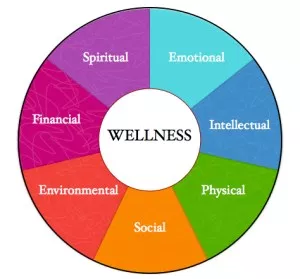 Spiritual
Emotional
Financial
WELLNESS
Intellectual
Environmental
Physical
Social